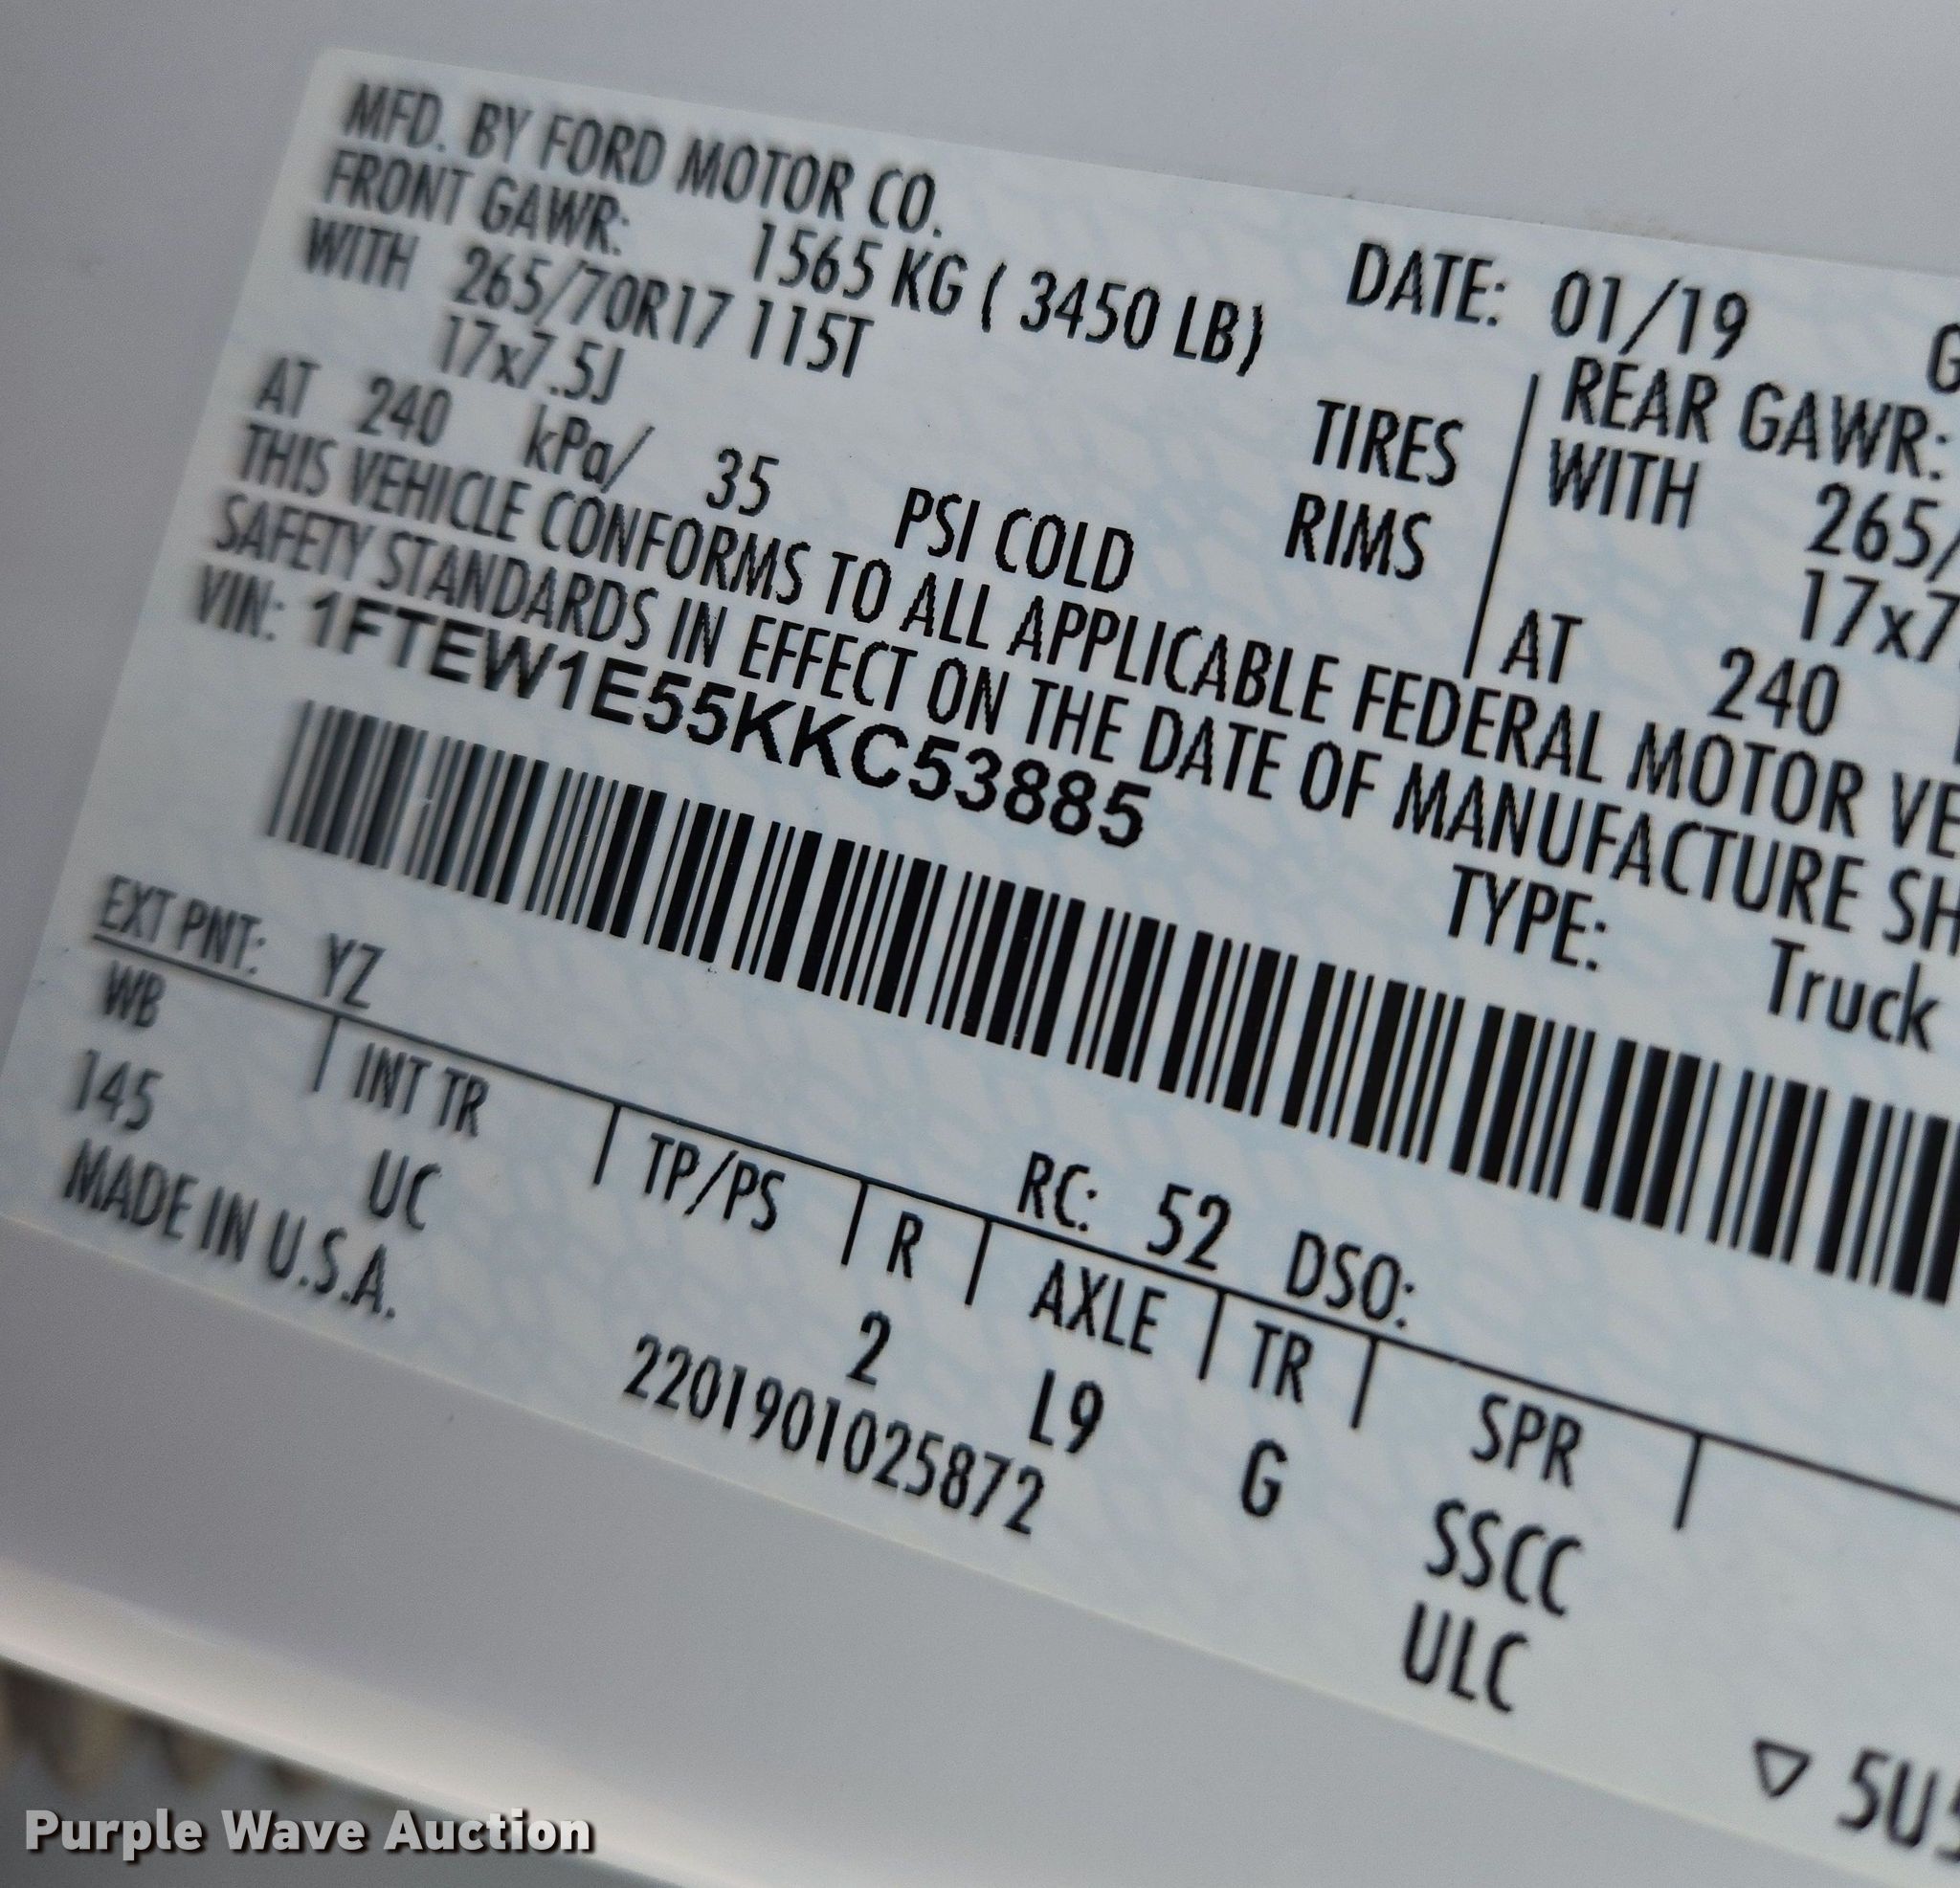 MFD. BY FORD MOTOR CO.
DATE: 01/19
FRONT GAWR: 1565 KG ( 3450 LB)
REAR GAWR:
WITH 265/70R17 115T TIRES
WITH 265/
17x7.5J RIMS
17x7
AT 240 kPa/ 35 PSI COLD
AT 240
THIS VEHICLE CONFORMS TO ALL APPLICABLE FEDERAL MOTOR VE
SAFETY STANDARDS IN EFFECT ON THE DATE OF MANUFACTURE SH
VIN: 1FTEW1E55KKC53885
TYPE: Truck
EXT PNT: YZ RC: 52 DSO:
WB INT TR TP/PS R AXLE TR SPR
145 UC 2 L9 G SSCC
MADE IN U.S.A. 2201901025872 ULC
▽ 5U5
Purple Wave Auction